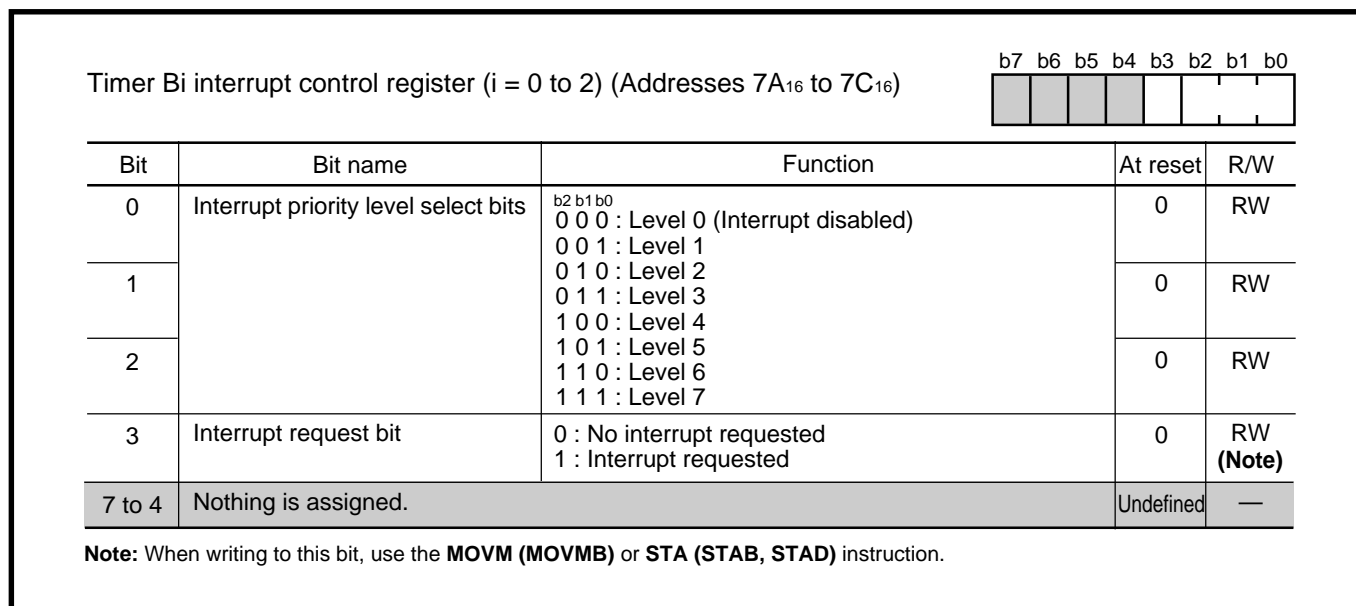 Timer Bi interrupt control register (i = 0 to 2) (Addresses 7A16 to 7C16)
b7 b6 b5 b4 b3 b2 b1 b0
Bit Bit name Function At reset R/W
0 Interrupt priority level select bits b2 b1 b0 0 RW
0 0 0 : Level 0 (Interrupt disabled)
0 0 1 : Level 1
0 1 0 : Level 2
1 0 RW
0 1 1 : Level 3
1 0 0 : Level 4
1 0 1 : Level 5
2 0 RW
1 1 0 : Level 6
1 1 1 : Level 7
3 Interrupt request bit 0 : No interrupt requested 0 RW
1 : Interrupt requested (Note)
7 to 4 Nothing is assigned. Undefined —
Note: When writing to this bit, use the MOVM (MOVMB) or STA (STAB, STAD) instruction.